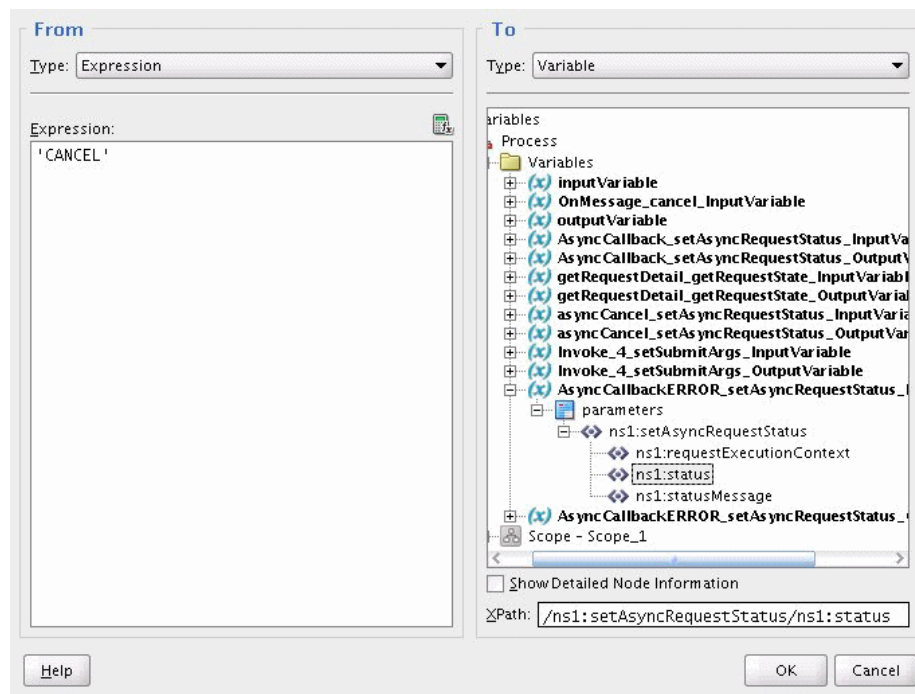 From
Type: Expression
Expression:
'CANCEL'
To
Type: Variable
ariables
Process
Variables
inputVariable
OnMessage_cancel_InputVariable
outputVariable
AsyncCallback_setAsyncRequestStatus_InputVa
AsyncCallback_setAsyncRequestStatus_OutputV
getRequestDetail_getRequestState_InputVariabl
getRequestDetail_getRequestState_OutputVarial
asyncCancel_setAsyncRequestStatus_InputVaria
asyncCancel_setAsyncRequestStatus_OutputVar
Invoke_4_setSubmitArgs_InputVariable
Invoke_4_setSubmitArgs_OutputVariable
AsyncCallbackERROR_setAsyncRequestStatus_I
parameters
ns1:setAsyncRequestStatus
ns1:requestExecutionContext
ns1:status
ns1:statusMessage
AsyncCallbackERROR_setAsyncRequestStatus_
Scope - Scope_1
Show Detailed Node Information
XPath: /ns1:setAsyncRequestStatus/ns1:status
Help
OK Cancel